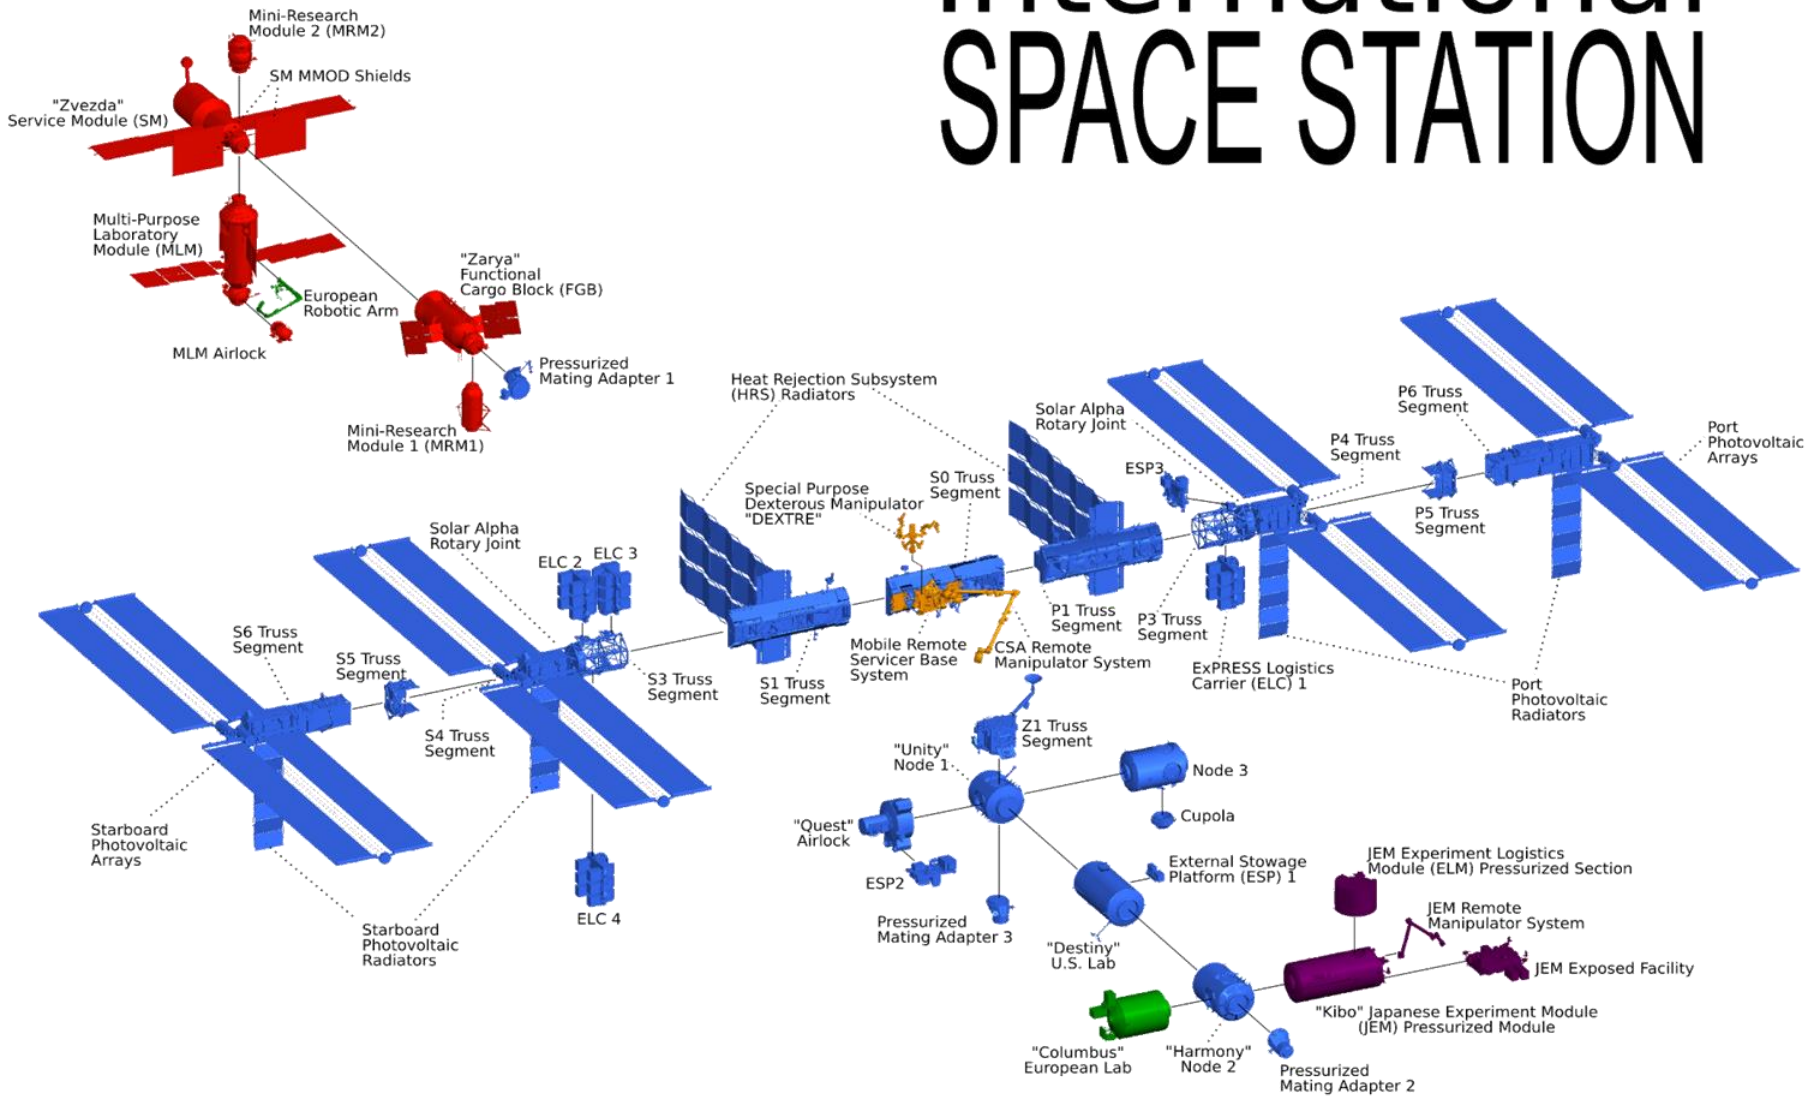 International
SPACE STATION
Mini-Research
Module 2 (MRM2)
SM MMOD Shields
"Zvezda"
Service Module (SM)
Multi-Purpose
Laboratory
Module (MLM)
European
Robotic Arm
MLM Airlock
"Zarya"
Functional
Cargo Block (FGB)
Pressurized
Mating Adapter 1
Mini-Research
Module 1 (MRM1)
Heat Rejection Subsystem
(HRS) Radiators
Solar Alpha
Rotary Joint
P6 Truss
Segment
Port
Photovoltaic
Arrays
P4 Truss
Segment
ESP3
S0 Truss
Segment
Special Purpose
Dexterous Manipulator
"DEXTRE"
P5 Truss
Segment
Solar Alpha
Rotary Joint
ELC 2
ELC 3
P1 Truss
Segment
P3 Truss
Segment
Mobile Remote
Servicer Base
System
CSA Remote
Manipulator System
ExPRESS Logistics
Carrier (ELC) 1
S6 Truss
Segment
S5 Truss
Segment
S3 Truss
Segment
S1 Truss
Segment
Port
Photovoltaic
Radiators
S4 Truss
Segment
Z1 Truss
Segment
"Unity"
Node 1
Node 3
Cupola
"Quest"
Airlock
Starboard
Photovoltaic
Arrays
External Stowage
Platform (ESP) 1
JEM Experiment Logistics
Module (ELM) Pressurized Section
ESP2
ELC 4
Pressurized
Mating Adapter 3
JEM Remote
Manipulator System
Starboard
Photovoltaic
Radiators
"Destiny"
U.S. Lab
JEM Exposed Facility
"Kibo" Japanese Experiment Module
(JEM) Pressurized Module
"Columbus"
European Lab
"Harmony"
Node 2
Pressurized
Mating Adapter 2